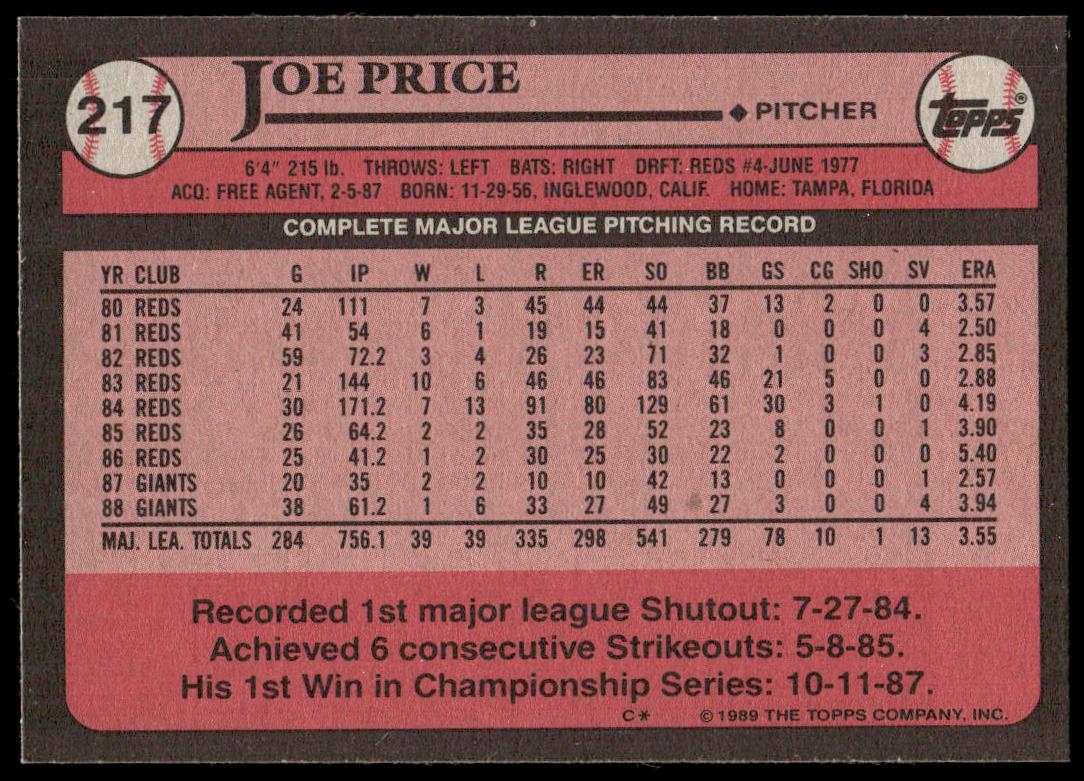 217
JOE PRICE
PITCHER
TOPPS®
6'4" 215 lb. THROWS: LEFT BATS: RIGHT DRFT: REDS #4-JUNE 1977
ACQ: FREE AGENT, 2-5-87 BORN: 11-29-56, INGLEWOOD, CALIF. HOME: TAMPA, FLORIDA
COMPLETE MAJOR LEAGUE PITCHING RECORD
YR CLUB G IP W L R ER SO BB GS CG SHO SV ERA
80 REDS 24 111 7 3 45 44 44 37 13 2 0 0 3.57
81 REDS 41 54 6 1 19 15 41 18 0 0 0 4 2.50
82 REDS 59 72.2 3 4 26 23 71 32 1 0 0 3 2.85
83 REDS 21 144 10 6 46 46 83 46 21 5 0 0 2.88
84 REDS 30 171.2 7 13 91 80 129 61 30 3 1 0 4.19
85 REDS 26 64.2 2 2 35 28 52 23 8 0 0 1 3.90
86 REDS 25 41.2 1 2 30 25 30 22 2 0 0 0 5.40
87 GIANTS 20 35 2 2 10 10 42 13 0 0 0 1 2.57
88 GIANTS 38 61.2 1 6 33 27 49 27 3 0 0 4 3.94
MAJ. LEA. TOTALS 284 756.1 39 39 335 298 541 279 78 10 1 13 3.55
Recorded 1st major league Shutout: 7-27-84.
Achieved 6 consecutive Strikeouts: 5-8-85.
His 1st Win in Championship Series: 10-11-87.
C* © 1989 THE TOPPS COMPANY, INC.